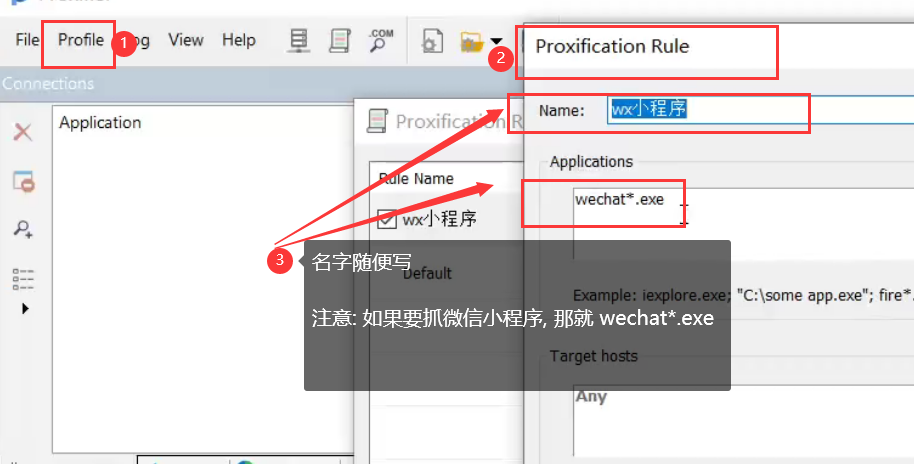 File Profile Log View Help .COM
1
2
Proxification Rule
Connections
Name: wx小程序
Application
Proxification R
Applications
Rule Name
wechat*.exe
wx小程序
3
名字随便写
Default
Example: iexplore.exe; "C:\some app.exe"; fire*.
注意: 如果要抓微信小程序, 那就 wechat*.exe
Target hosts
Any